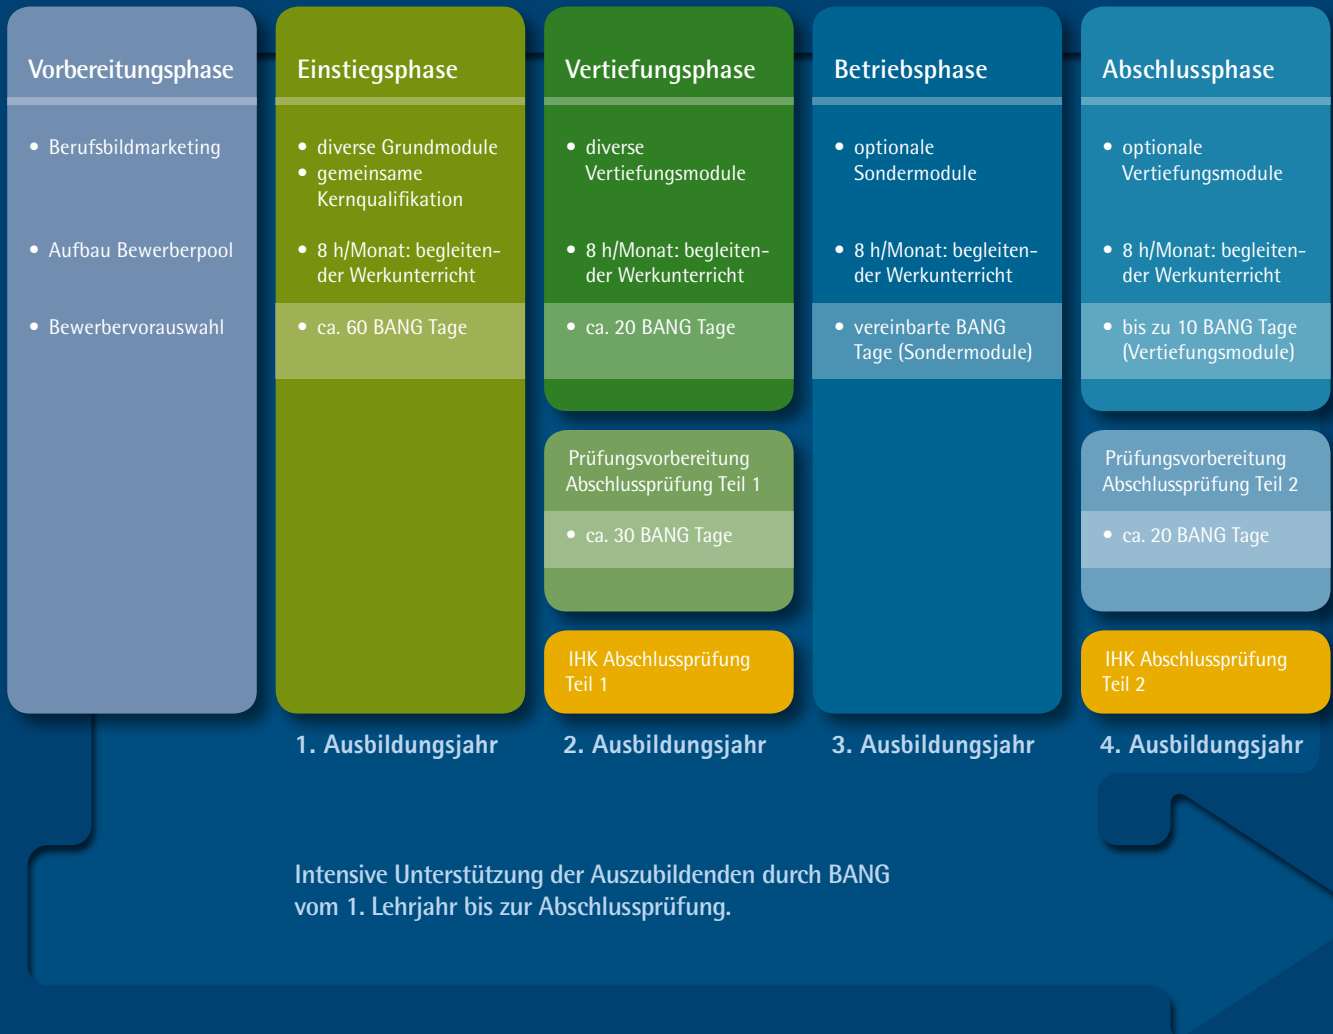 Vorbereitungsphase
• Berufsbildmarketing
• Aufbau Bewerberpool
• Bewerbervorauswahl
Einstiegsphase
• diverse Grundmodule
• gemeinsame
Kernqualifikation
• 8 h/Monat: begleiten-
der Werkunterricht
• ca. 60 BANG Tage
1. Ausbildungsjahr
Vertiefungsphase
• diverse
Vertiefungsmodule
• 8 h/Monat: begleiten-
der Werkunterricht
• ca. 20 BANG Tage
Prüfungsvorbereitung
Abschlussprüfung Teil 1
• ca. 30 BANG Tage
IHK Abschlussprüfung
Teil 1
2. Ausbildungsjahr
Betriebsphase
• optionale
Sondermodule
• 8 h/Monat: begleiten-
der Werkunterricht
• vereinbarte BANG
Tage (Sondermodule)
3. Ausbildungsjahr
Abschlussphase
• optionale
Vertiefungsmodule
• 8 h/Monat: begleiten-
der Werkunterricht
• bis zu 10 BANG Tage
(Vertiefungsmodule)
Prüfungsvorbereitung
Abschlussprüfung Teil 2
• ca. 20 BANG Tage
IHK Abschlussprüfung
Teil 2
4. Ausbildungsjahr
Intensive Unterstützung der Auszubildenden durch BANG
vom 1. Lehrjahr bis zur Abschlussprüfung.